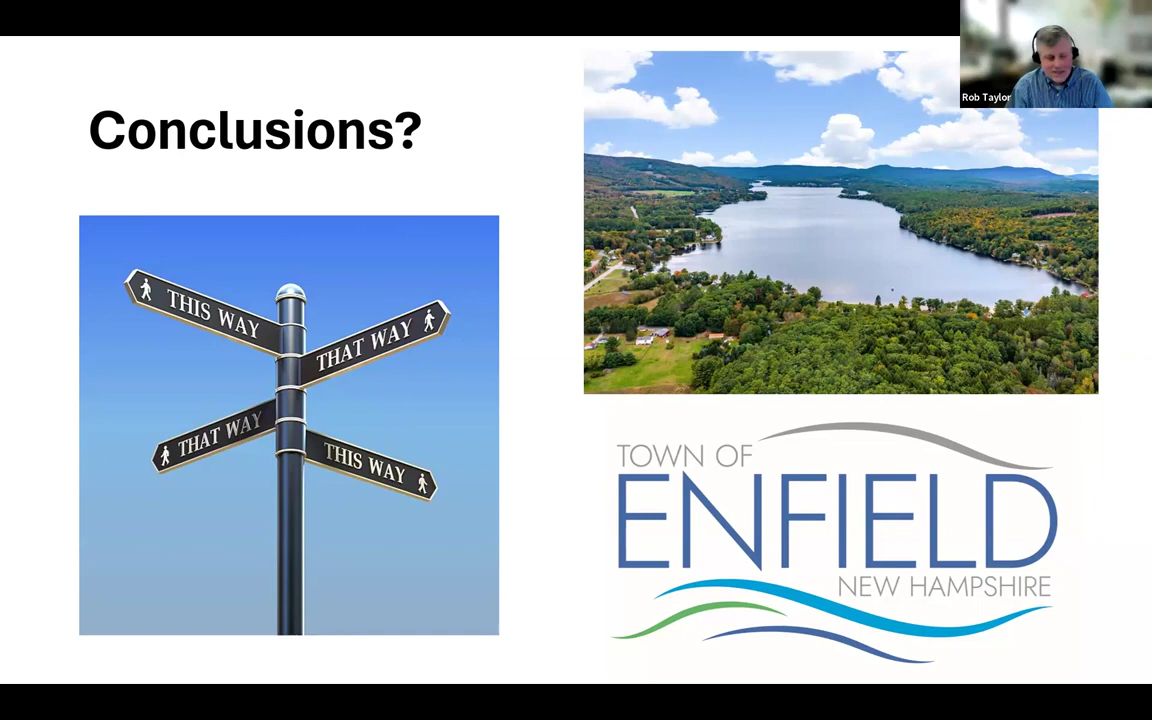 Rob Taylor
Conclusions?
THIS WAY
THAT WAY
THAT WAY
THIS WAY
TOWN OF
ENFIELD
NEW HAMPSHIRE